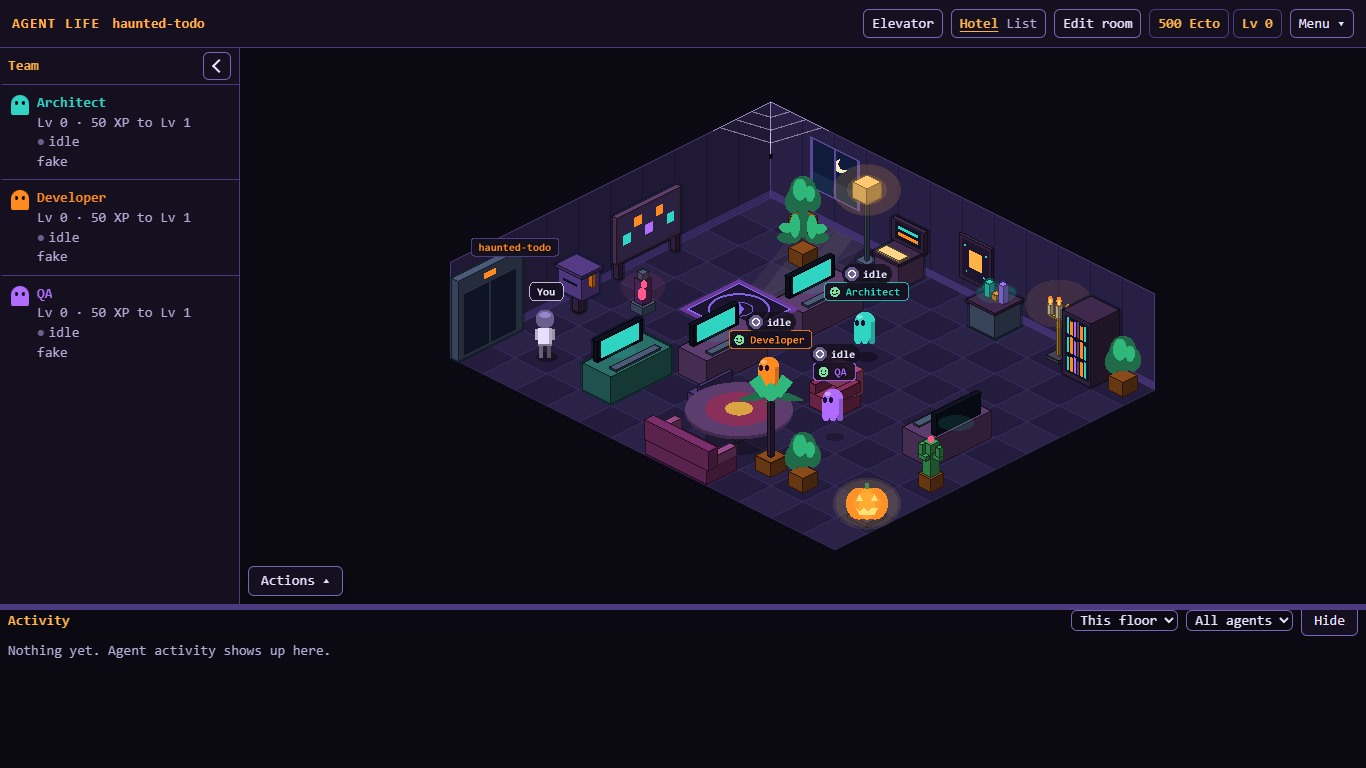 AGENT LIFE haunted-todo
Elevator
Hotel List
Edit room
500 Ecto
Lv 0
Menu ▾
Team
Architect
Lv 0 · 50 XP to Lv 1
idle
fake
Developer
Lv 0 · 50 XP to Lv 1
idle
fake
QA
Lv 0 · 50 XP to Lv 1
idle
fake
haunted-todo
You
idle
Architect
idle
Developer
idle
QA
Actions ▴
Activity
This floor
All agents
Hide
Nothing yet. Agent activity shows up here.